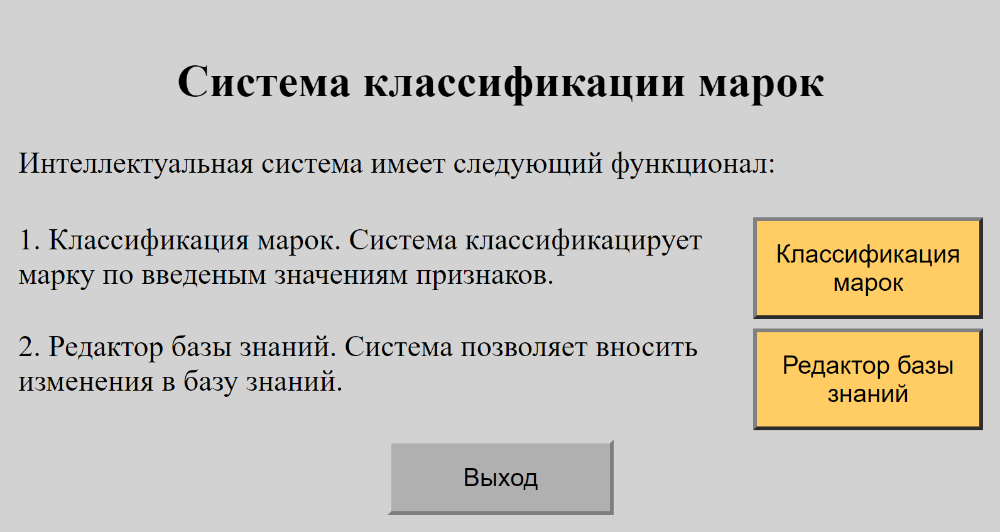 Система классификации марок
Интеллектуальная система имеет следующий функционал:
1. Классификация марок. Система классификацирует
марку по введеным значениям признаков.
Классификация
марок
2. Редактор базы знаний. Система позволяет вносить
изменения в базу знаний.
Редактор базы
знаний
Выход